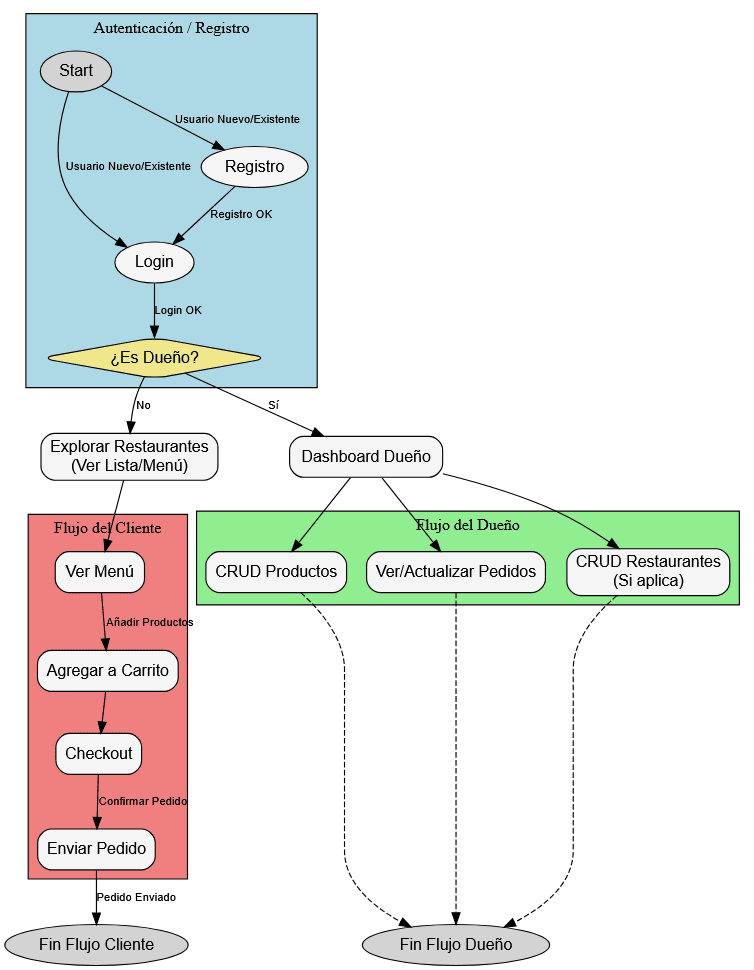 Autenticación / Registro
Start
Usuario Nuevo/Existente
Usuario Nuevo/Existente
Registro
Registro OK
Login
Login OK
¿Es Dueño?
No
Sí
Explorar Restaurantes
(Ver Lista/Menú)
Dashboard Dueño
Flujo del Cliente
Flujo del Dueño
Ver Menú
CRUD Productos
Ver/Actualizar Pedidos
CRUD Restaurantes
(Si aplica)
Añadir Productos
Agregar a Carrito
Checkout
Confirmar Pedido
Enviar Pedido
Pedido Enviado
Fin Flujo Cliente
Fin Flujo Dueño